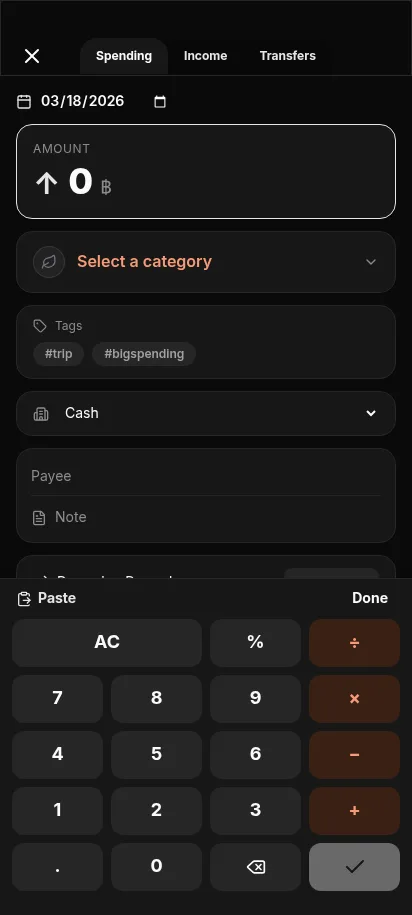 Spending Income Transfers
03/18/2026
AMOUNT
0 ฿
Select a category
Tags
#trip #bigspending
Cash
Payee
Note
Paste Done
AC % ÷
7 8 9 ×
4 5 6 −
1 2 3 +
. 0